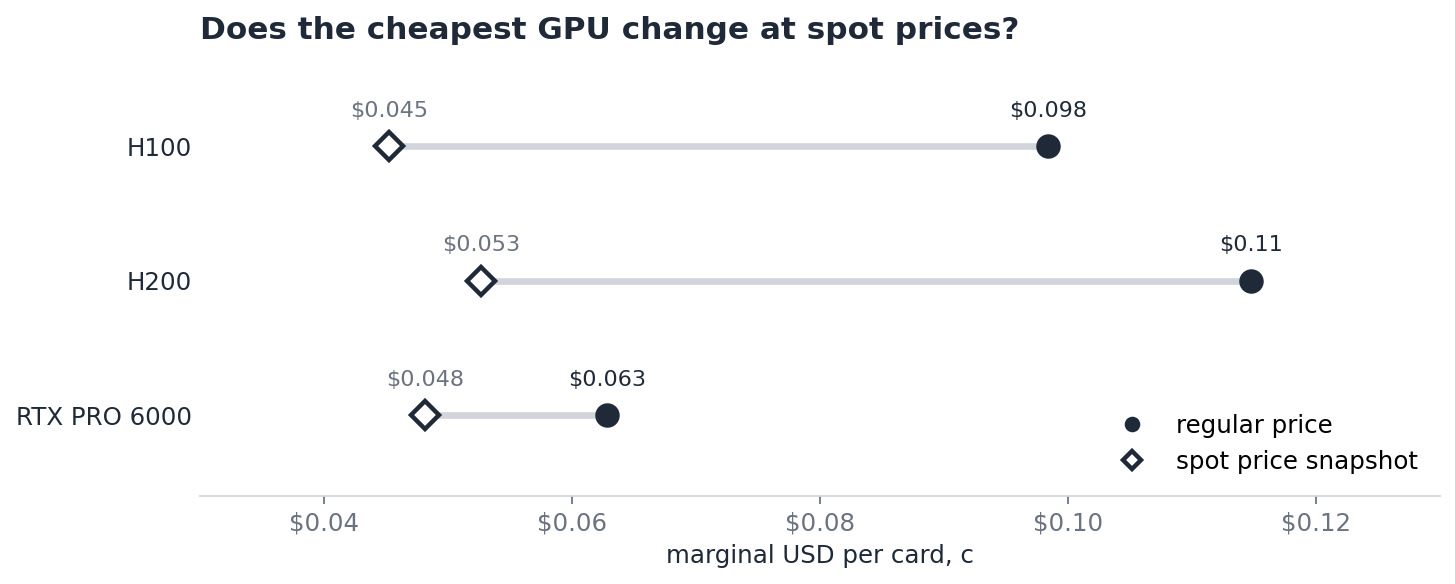 Does the cheapest GPU change at spot prices?
$0.045
$0.098
H100
$0.053
$0.11
H200
$0.048
$0.063
RTX PRO 6000
regular price
spot price snapshot
$0.04
$0.06
$0.08
$0.10
$0.12
marginal USD per card, c